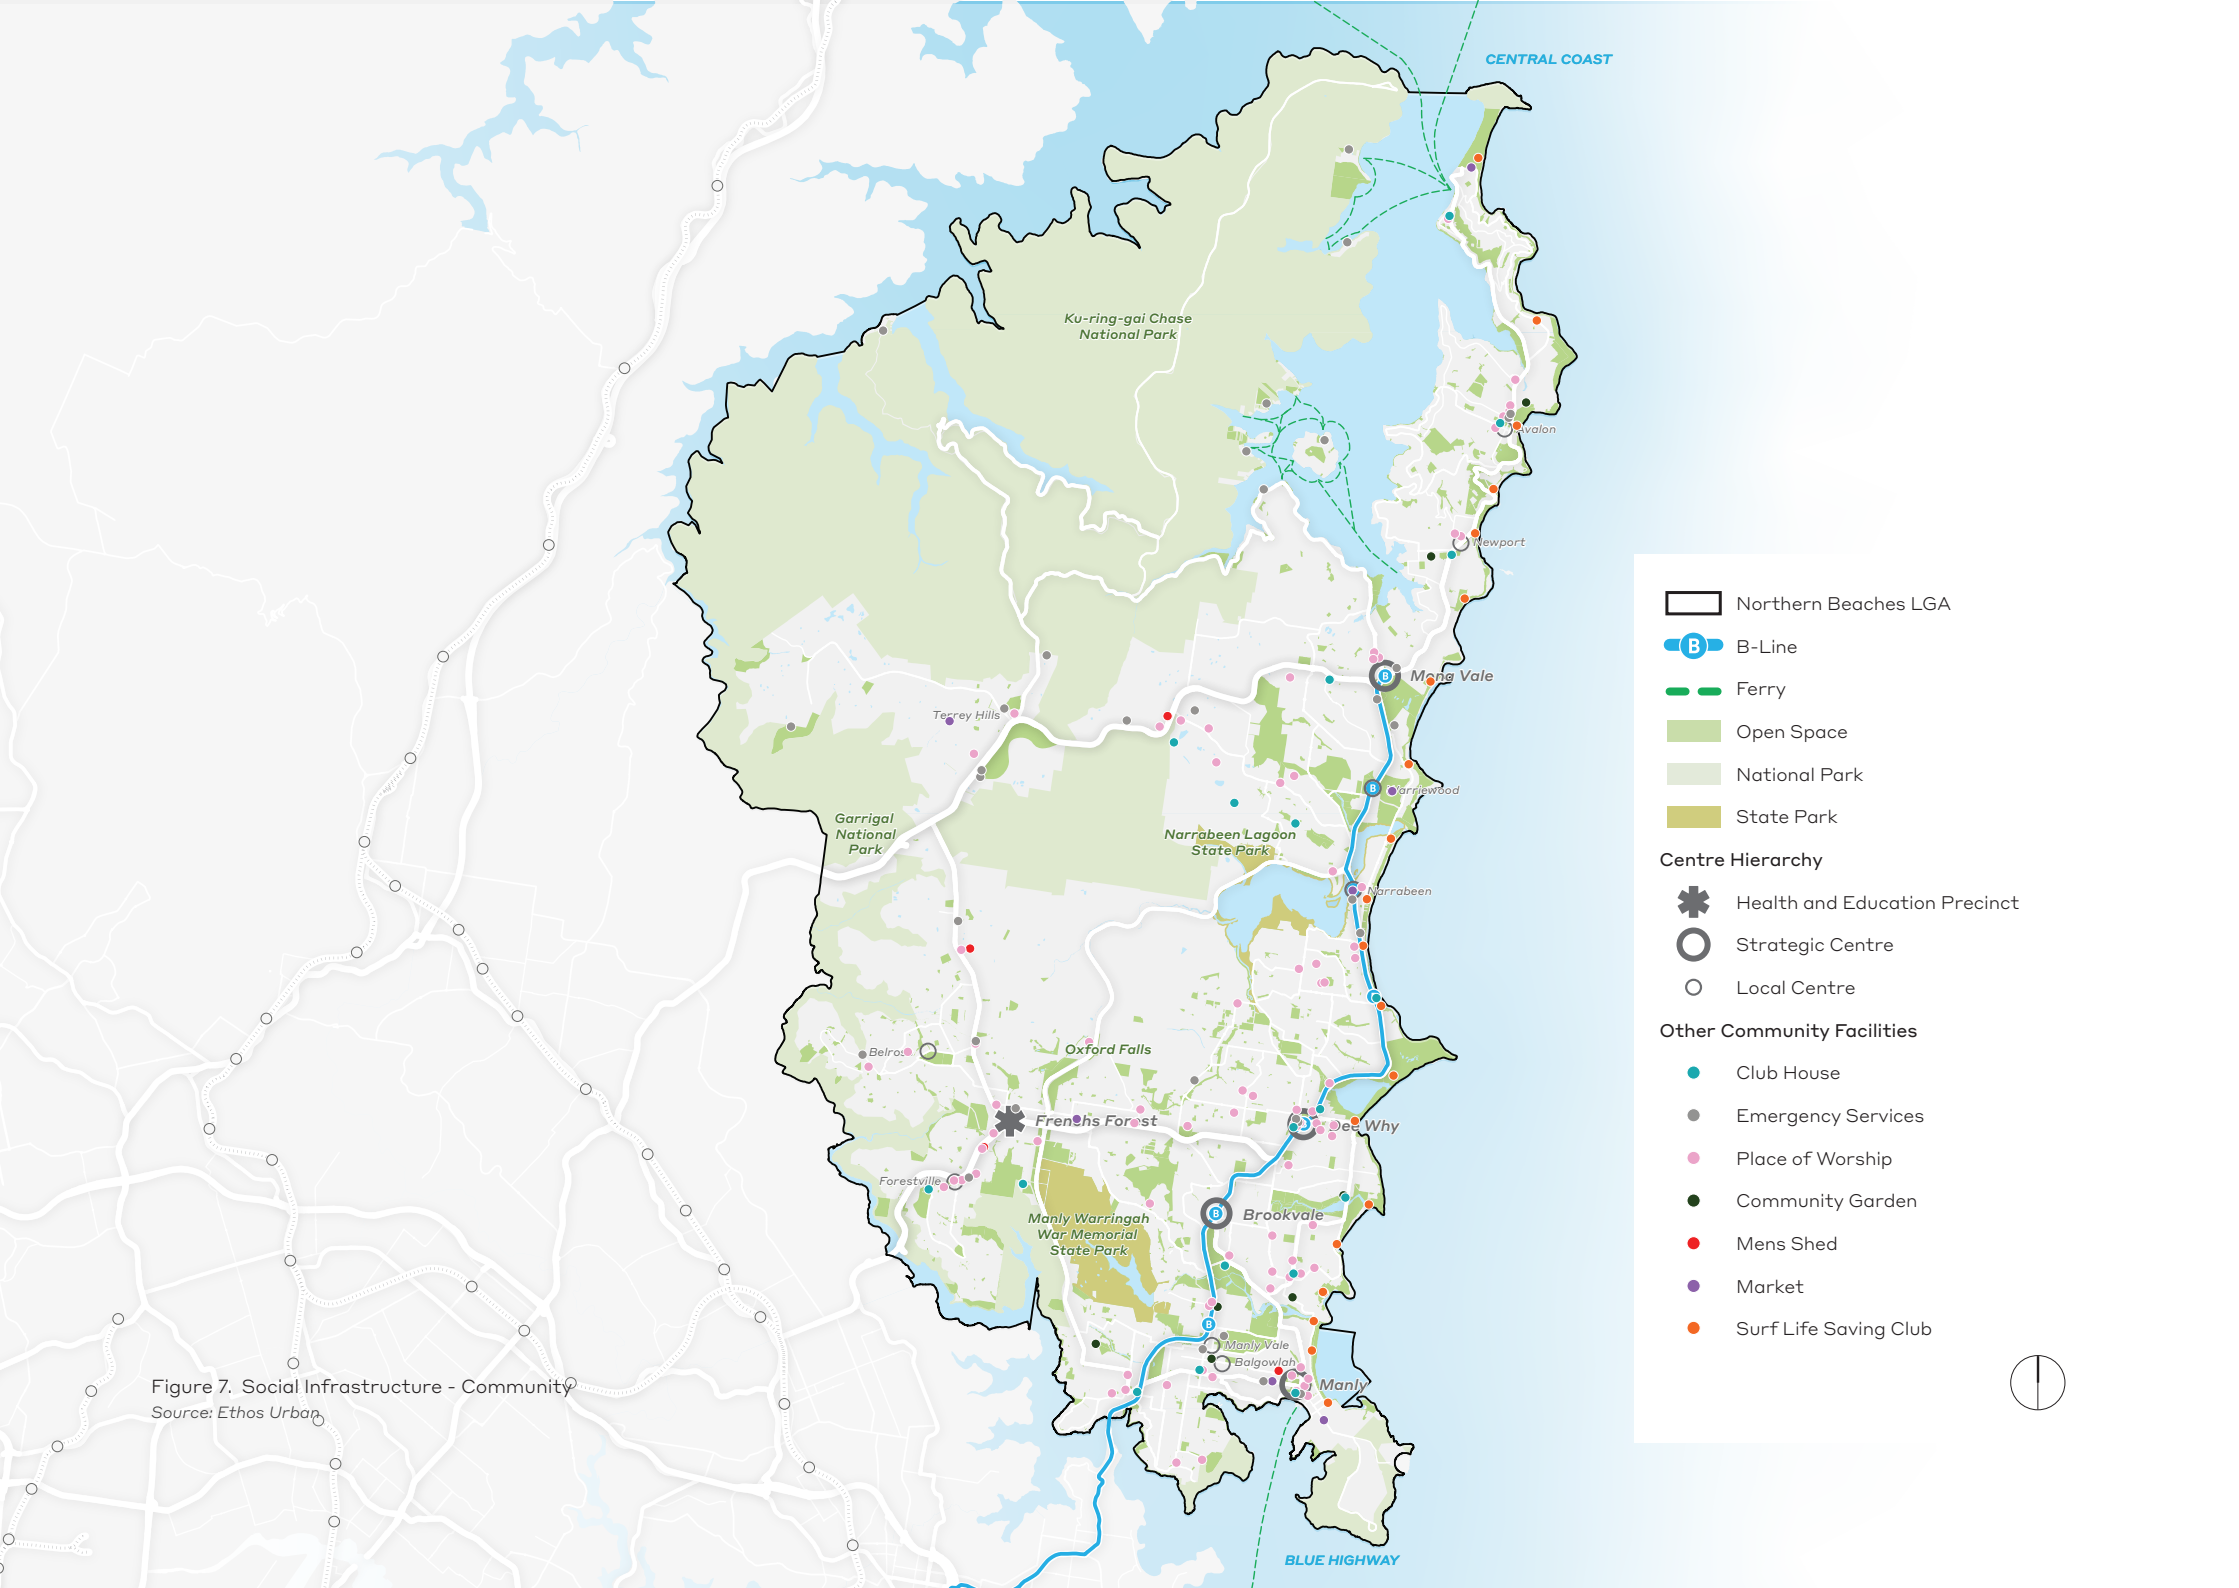 CENTRAL COAST
Ku-ring-gai Chase
National Park
Avalon
Newport
Mona Vale
Terrey Hills
Warriewood
Garrigal
National
Park
Narrabeen Lagoon
State Park
Narrabeen
Belrose
Oxford Falls
Frenchs Forest
Dee Why
Forestville
Manly Warringah
War Memorial
State Park
Brookvale
Manly Vale
Balgowlah
Manly
BLUE HIGHWAY
B
B
B
B
B
Northern Beaches LGA
B
B-Line
Ferry
Open Space
National Park
State Park
Centre Hierarchy
Health and Education Precinct
Strategic Centre
Local Centre
Other Community Facilities
Club House
Emergency Services
Place of Worship
Community Garden
Mens Shed
Market
Surf Life Saving Club
Figure 7. Social Infrastructure - Community
Source: Ethos Urban